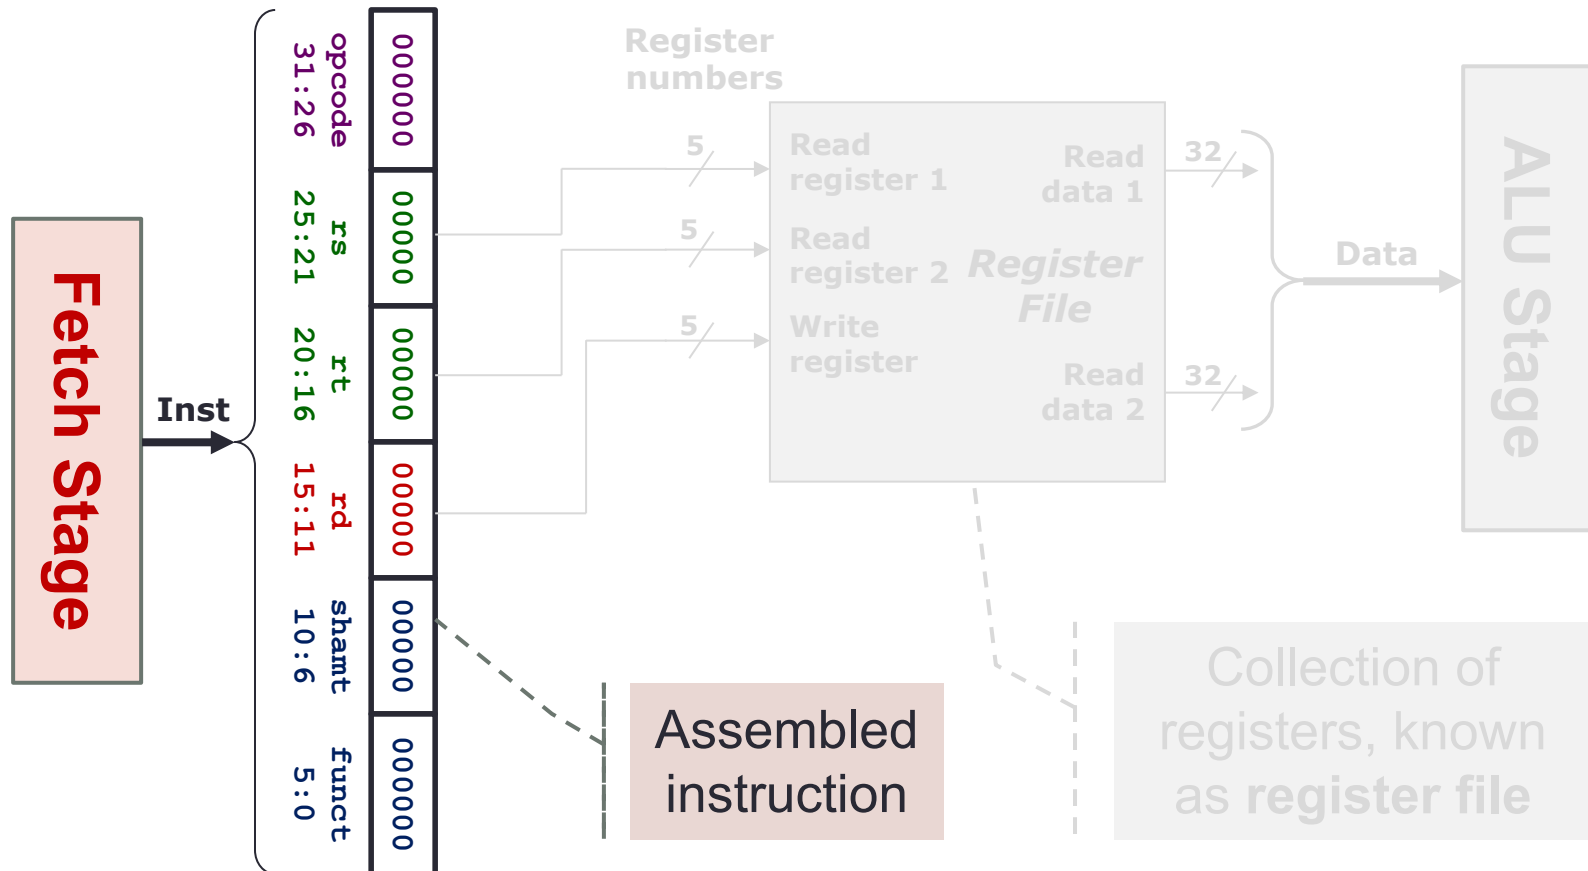 Fetch Stage
Inst
opcode
31:26
000000
rs
25:21
00000
rt
20:16
00000
rd
15:11
00000
shamt
10:6
00000
funct
5:0
000000
Register
numbers
5
5
5
Read
register 1
Read
register 2
Write
register
Register
File
Read
data 1
Read
data 2
32
32
Data
ALU Stage
Assembled
instruction
Collection of
registers, known
as register file